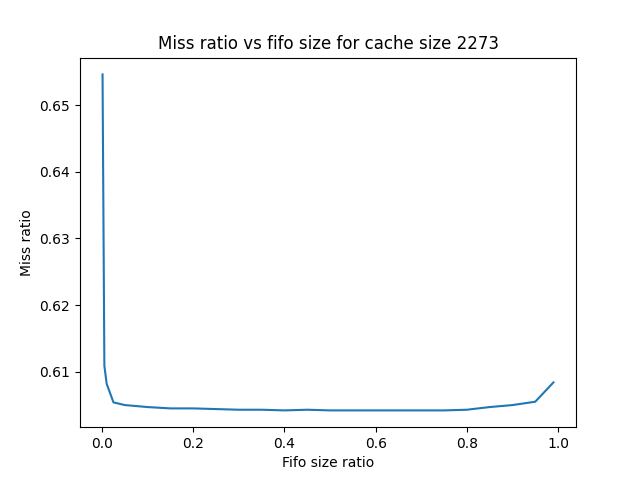 Miss ratio vs fifo size for cache size 2273
0.65
0.64
0.63
0.62
0.61
Miss ratio
0.0 0.2 0.4 0.6 0.8 1.0
Fifo size ratio